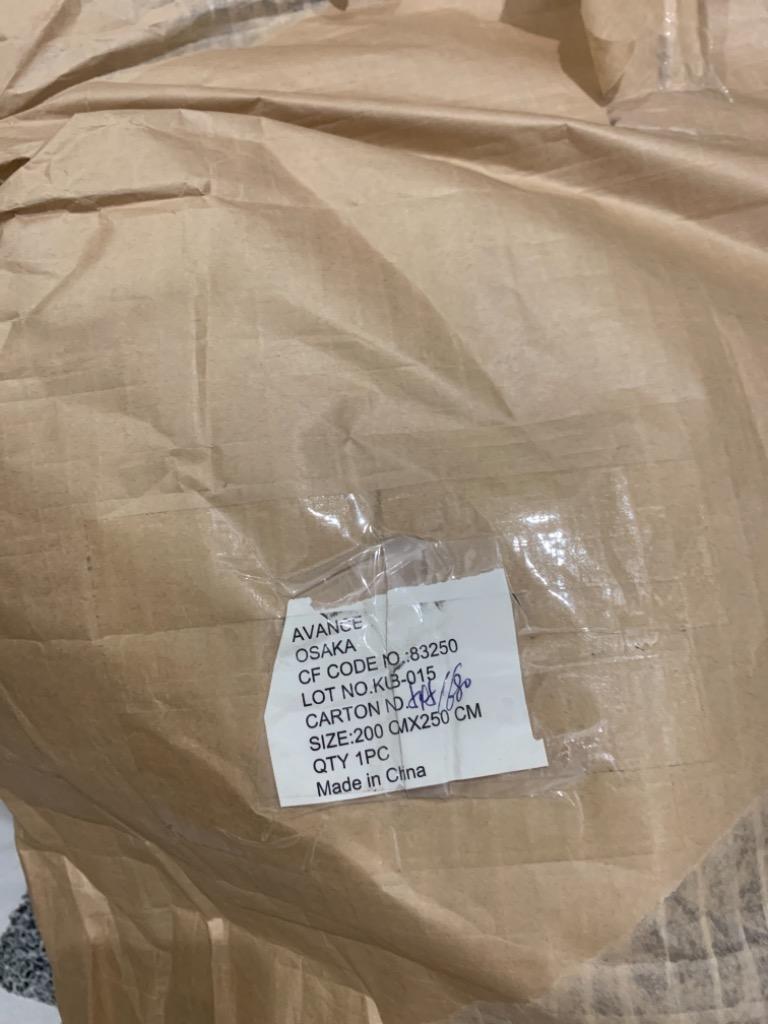 AVANCE
OSAKA
CF CODE NO.:83250
LOT NO.KLB-015
CARTON NO.
SIZE:200 CMX250 CM
QTY 1PC
Made in China